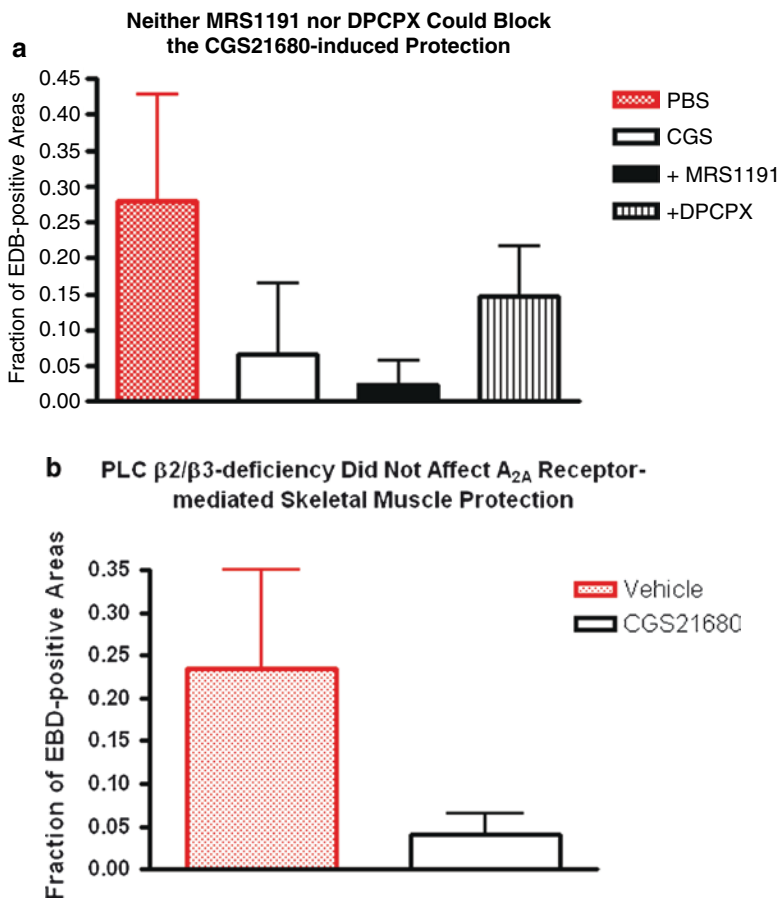 Neither MRS1191 nor DPCPX Could Block
the CGS21680-induced Protection
a
Fraction of EDB-positive Areas
0.45
0.40
0.35
0.30
0.25
0.20
0.15
0.10
0.05
0.00
PBS
CGS
+ MRS1191
+DPCPX
b
PLC β2/β3-deficiency Did Not Affect A2A Receptor-
mediated Skeletal Muscle Protection
Fraction of EBD-positive Areas
0.35
0.30
0.25
0.20
0.15
0.10
0.05
0.00
Vehicle
CGS21680